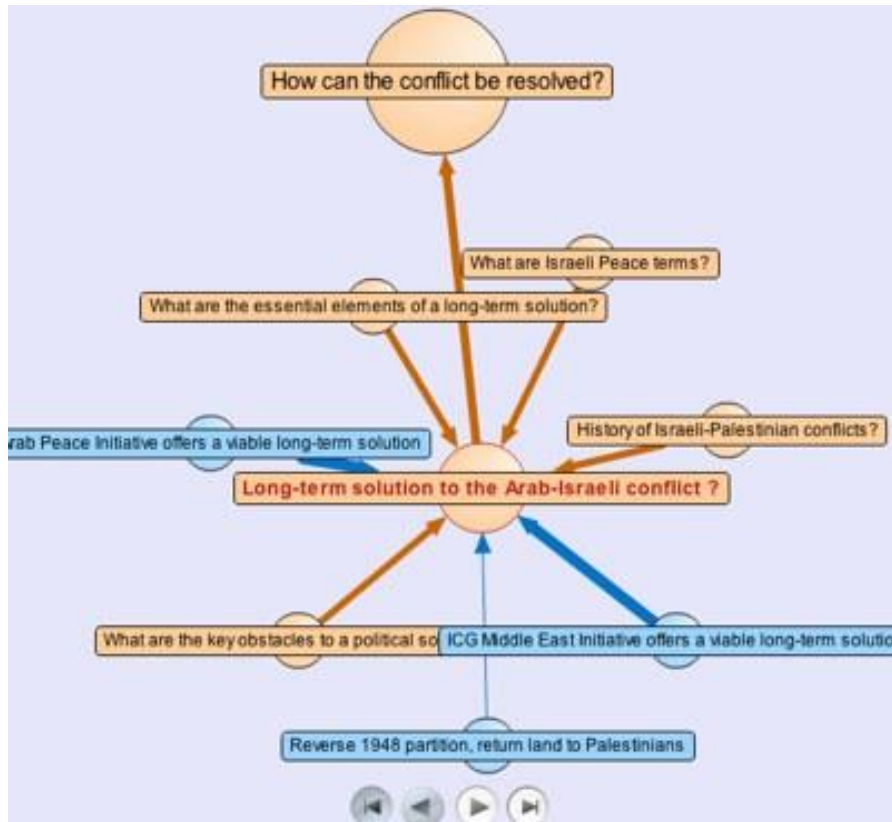 How can the conflict be resolved?
What are Israeli Peace terms?
What are the essential elements of a long-term solution?
History of Israeli-Palestinian conflicts?
Peace Initiative offers a viable long-term solution
Long-term solution to the Arab-Israeli conflict ?
What are the key obstacles to a political
ICG Middle East Initiative offers a viable long-term
Reverse 1948 partition, return land to Palestinians